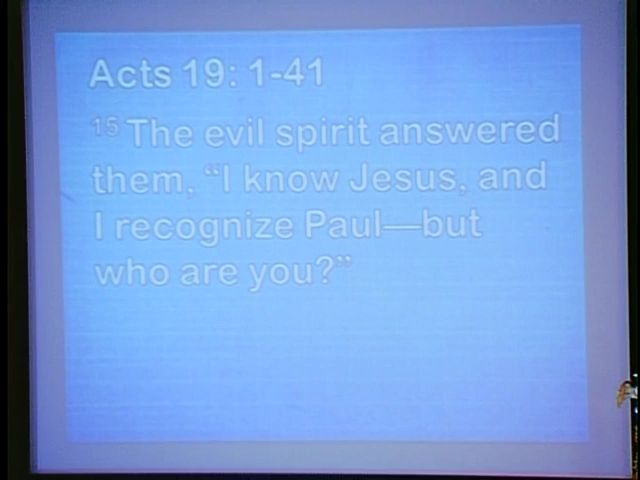 Acts 19: 1-41
15 The evil spirit answered
them, “I know Jesus, and
I recognize Paul—but
who are you?”